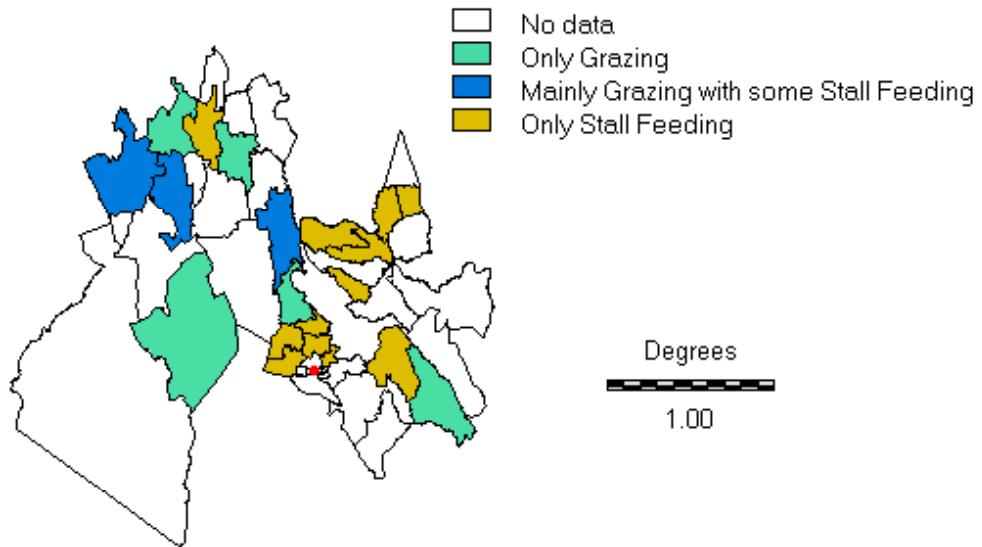 No data
Only Grazing
Mainly Grazing with some Stall Feeding
Only Stall Feeding
Degrees
1.00